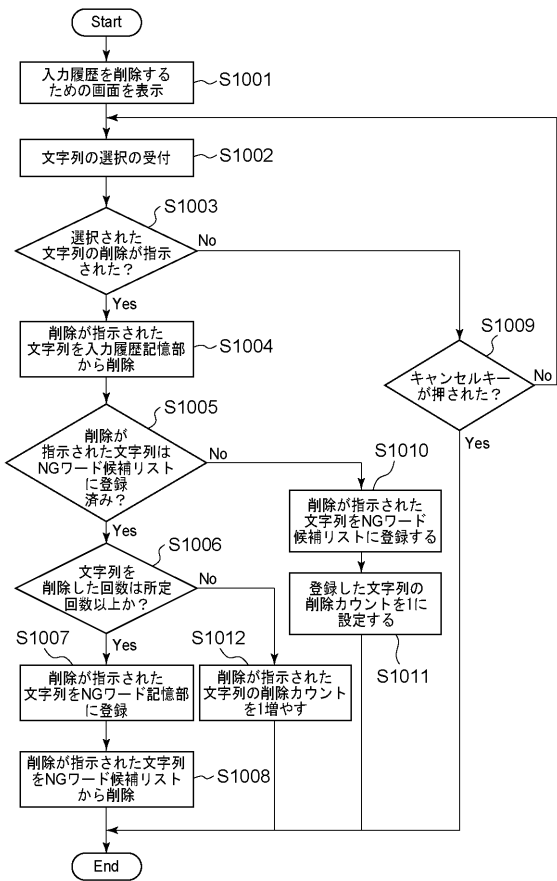 Start
入力履歴を削除する
ための画面を表示
S1001
文字列の選択の受付
S1002
S1003
選択された
文字列の削除が指示
された？
No
Yes
削除が指示された
文字列を入力履歴記憶部
から削除
S1004
S1009
キャンセルキー
が押された？
No
Yes
S1005
削除が
指示された文字列は
NGワード候補リスト
に登録
済み？
No
Yes
S1010
削除が指示された
文字列をNGワード
候補リストに登録する
S1006
文字列を
削除した回数は所定
回数以上か？
No
Yes
登録した文字列の
削除カウントを1に
設定する
S1011
S1007
削除が指示された
文字列をNGワード記憶部
に登録
S1012
削除が指示された
文字列の削除カウント
を1増やす
削除が指示された文字列
をNGワード候補リスト
から削除
S1008
End